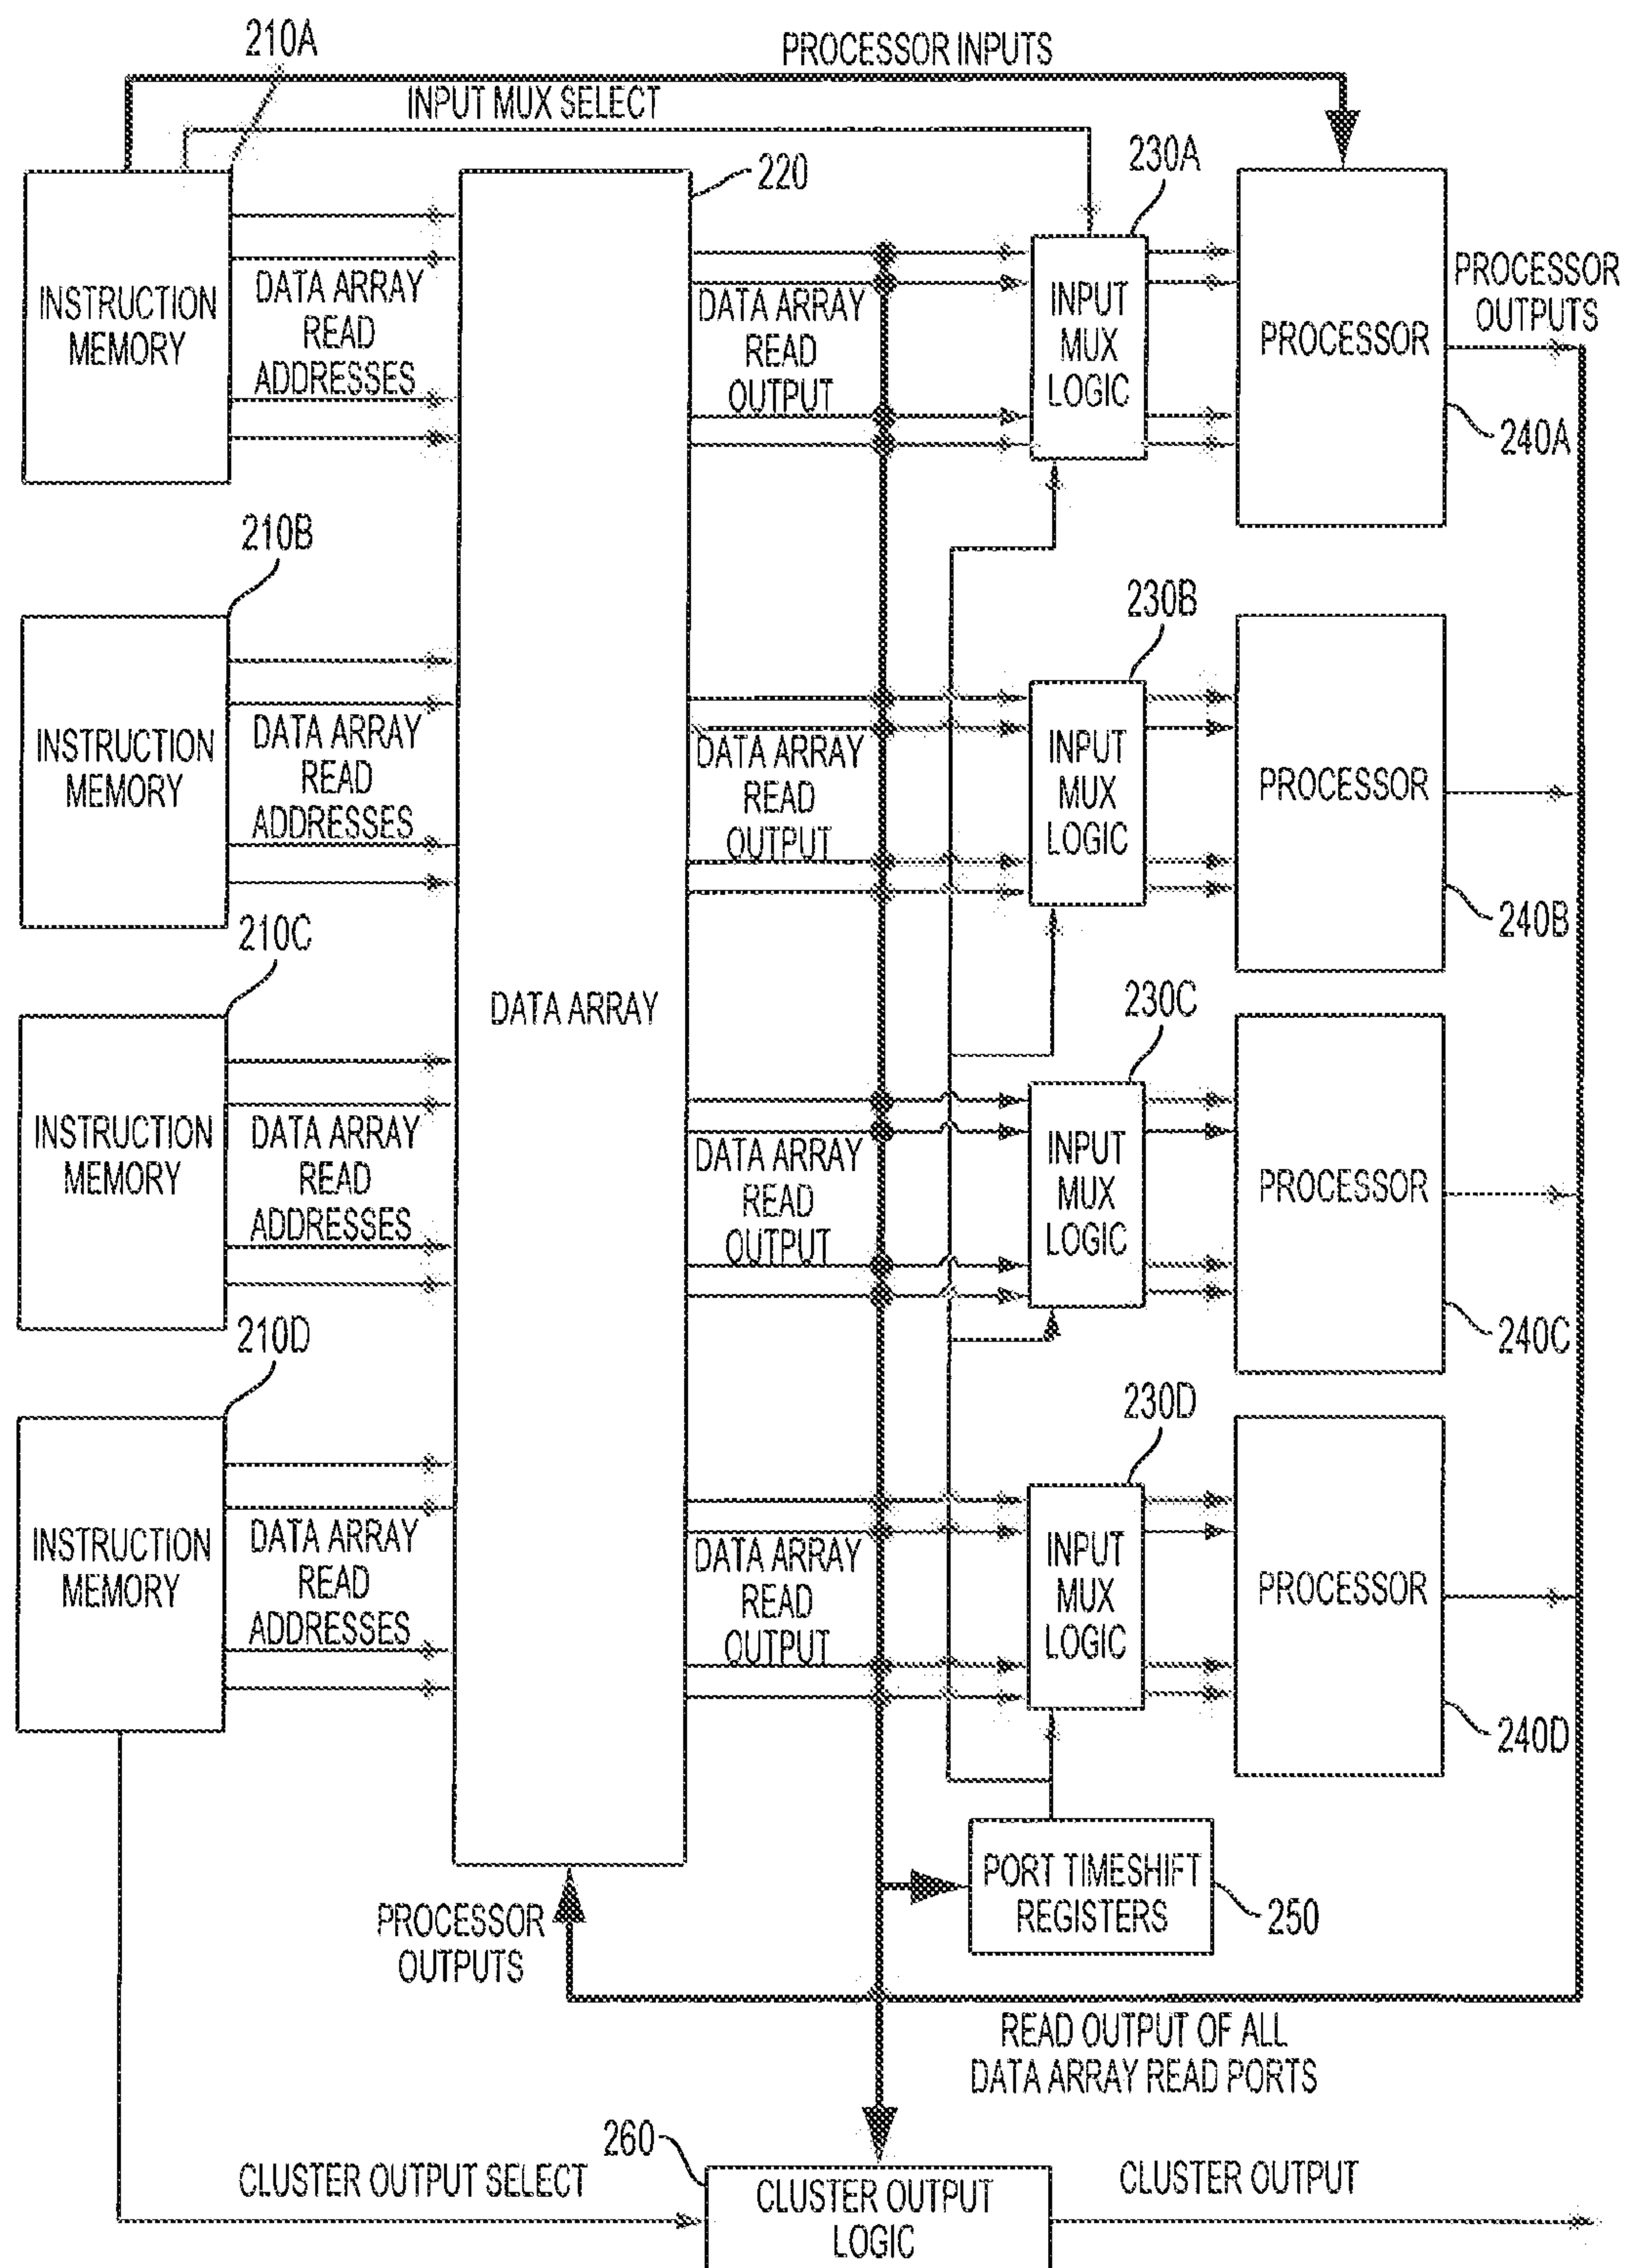 210A
PROCESSOR INPUTS
INPUT MUX SELECT
220
230A
INSTRUCTION
MEMORY
DATA ARRAY
READ
ADDRESSES
DATA ARRAY
READ
OUTPUT
INPUT
MUX
LOGIC
PROCESSOR
PROCESSOR
OUTPUTS
240A
210B
230B
INSTRUCTION
MEMORY
DATA ARRAY
READ
ADDRESSES
DATA ARRAY
READ
OUTPUT
INPUT
MUX
LOGIC
PROCESSOR
240B
210C
DATA ARRAY
230C
INSTRUCTION
MEMORY
DATA ARRAY
READ
ADDRESSES
DATA ARRAY
READ
OUTPUT
INPUT
MUX
LOGIC
PROCESSOR
240C
210D
230D
INSTRUCTION
MEMORY
DATA ARRAY
READ
ADDRESSES
DATA ARRAY
READ
OUTPUT
INPUT
MUX
LOGIC
PROCESSOR
240D
PORT TIMESHIFT
REGISTERS
250
PROCESSOR
OUTPUTS
READ OUTPUT OF ALL
DATA ARRAY READ PORTS
260
CLUSTER OUTPUT SELECT
CLUSTER OUTPUT
LOGIC
CLUSTER OUTPUT